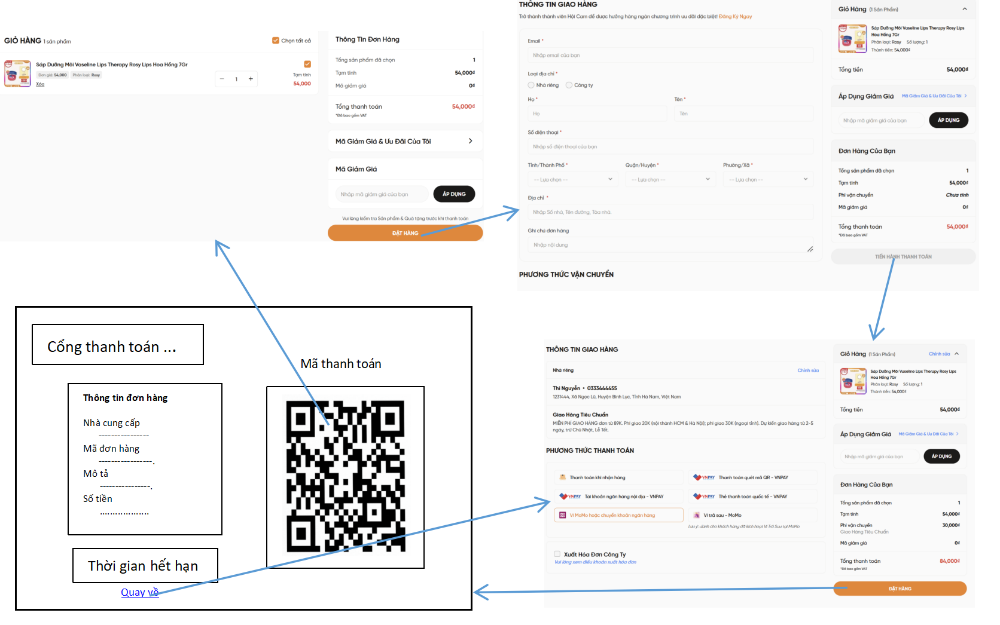 GIỎ HÀNG 1 sản phẩm
Chọn tất cả
Sáp Dưỡng Môi Vaseline Lips Therapy Rosy Lips Hoa Hồng 7Gr
Đơn giá: 54,000 Phân loại: Rosy
Xóa
− 1 +
Tạm tính
54,000
Thông Tin Đơn Hàng
Tổng sản phẩm đã chọn 1
Tạm tính 54,000₫
Mã giảm giá 0₫
Tổng thanh toán 54,000₫
*Đã bao gồm VAT
Mã Giảm Giá & Ưu Đãi Của Tôi
Mã Giảm Giá
Nhập mã giảm giá của bạn ÁP DỤNG
Vui lòng kiểm tra Sản phẩm & Quà tặng trước khi thanh toán
ĐẶT HÀNG
THÔNG TIN GIAO HÀNG
Trở thành thành viên Hội Cam để được hưởng hàng ngàn chương trình ưu đãi đặc biệt! Đăng Ký Ngay
Email *
Nhập email của bạn
Loại địa chỉ *
Nhà riêng Công ty
Họ * Tên *
Họ Tên
Số điện thoại *
Nhập số điện thoại của bạn
Tỉnh/Thành Phố * Quận/Huyện * Phường/Xã *
-- Lựa chọn -- -- Lựa chọn -- -- Lựa chọn --
Địa chỉ *
Nhập Số nhà, Tên đường, Tòa nhà.
Ghi chú đơn hàng
Nhập nội dung
PHƯƠNG THỨC VẬN CHUYỂN
Giỏ Hàng (1 Sản Phẩm)
Sáp Dưỡng Môi Vaseline Lips Therapy Rosy Lips
Hoa Hồng 7Gr
Phân loại: Rosy Số lượng: 1
Thành tiền: 54,000₫
Tổng tiền 54,000₫
Áp Dụng Giảm Giá Mã Giảm Giá & Ưu Đãi Của Tôi
Nhập mã giảm giá của bạn ÁP DỤNG
Đơn Hàng Của Bạn
Tổng sản phẩm đã chọn 1
Tạm tính 54,000₫
Phí vận chuyển Chưa tính
Mã giảm giá 0₫
Tổng thanh toán 54,000₫
*Đã bao gồm VAT
TIẾN HÀNH THANH TOÁN
Cổng thanh toán ...
Mã thanh toán
Thông tin đơn hàng
Nhà cung cấp
----------------
Mã đơn hàng
-----------------.
Mô tả
----------------.
Số tiền
...................
Thời gian hết hạn
Quay về
THÔNG TIN GIAO HÀNG
Nhà riêng Chỉnh sửa
Thi Nguyễn • 0333444455
1231444, Xã Ngọc Lũ, Huyện Bình Lục, Tỉnh Hà Nam, Việt Nam
Giao Hàng Tiêu Chuẩn
MIỄN PHÍ GIAO HÀNG đơn từ 89K. Phí giao 20K (nội thành HCM & Hà Nội); phí giao 30K (ngoại tỉnh). Dự kiến giao hàng từ 2-5
ngày, trừ Chủ Nhật, Lễ Tết.
PHƯƠNG THỨC THANH TOÁN
Thanh toán khi nhận hàng VNPAY Thanh toán quét mã QR - VNPAY
VNPAY Tài khoản ngân hàng nội địa - VNPAY VNPAY Thẻ thanh toán quốc tế - VNPAY
Ví MoMo hoặc chuyển khoản ngân hàng Ví trả sau - MoMo
Lưu ý: dành cho khách hàng đã kích hoạt Ví Trả Sau tại MoMo
Xuất Hóa Đơn Công Ty
Vui lòng xem điều khoản xuất hóa đơn
Giỏ Hàng (1 Sản Phẩm) Chỉnh sửa
Sáp Dưỡng Môi Vaseline Lips Therapy Rosy Lips
Hoa Hồng 7Gr
Phân loại: Rosy Số lượng: 1
Thành tiền: 54,000₫
Tổng tiền 54,000₫
Áp Dụng Giảm Giá Mã Giảm Giá & Ưu Đãi Của Tôi
Nhập mã giảm giá của bạn ÁP DỤNG
Đơn Hàng Của Bạn
Tổng sản phẩm đã chọn 1
Tạm tính 54,000₫
Phí vận chuyển 30,000₫
Giao Hàng Tiêu Chuẩn
Mã giảm giá 0₫
Tổng thanh toán 84,000₫
*Đã bao gồm VAT
ĐẶT HÀNG